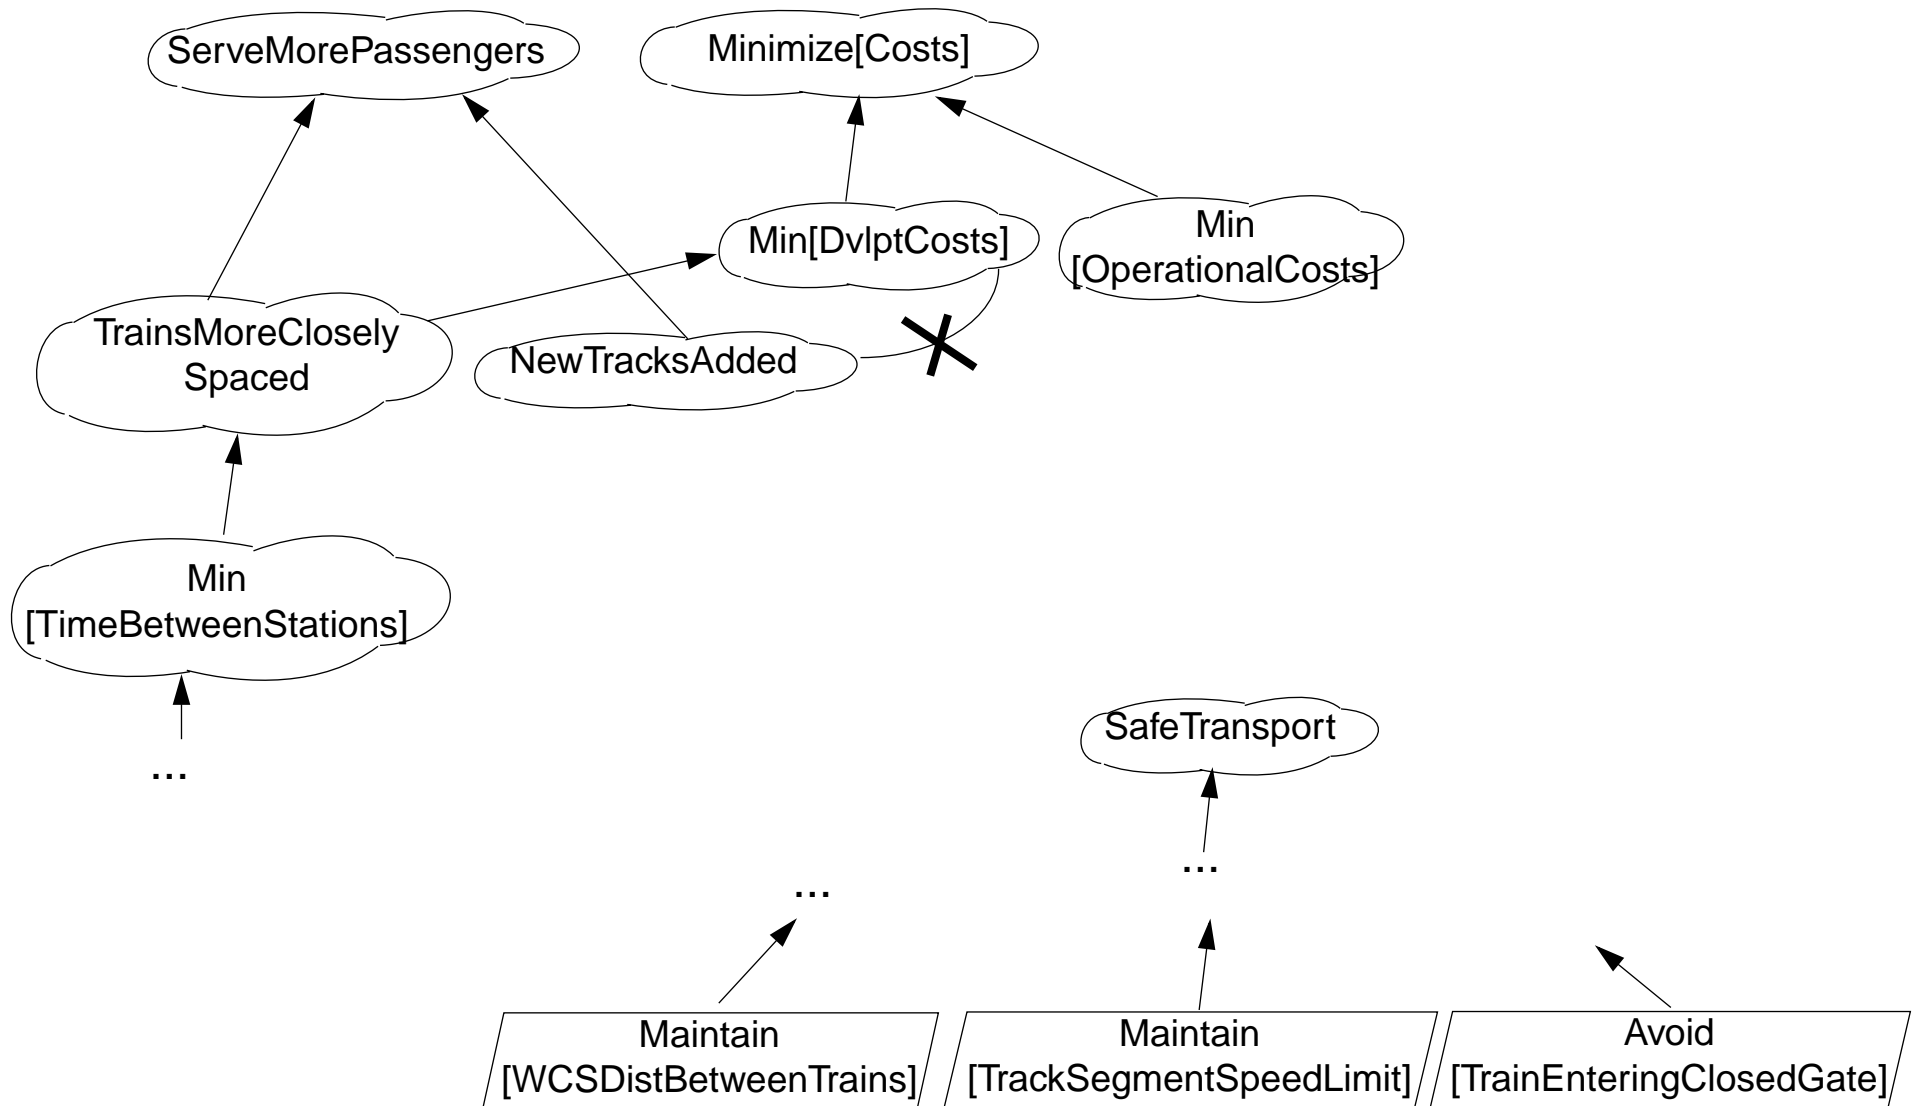 ServeMorePassengers
Minimize[Costs]
Min[DvlptCosts]
Min
[OperationalCosts]
TrainsMoreClosely
Spaced
NewTracksAdded
Min
[TimeBetweenStations]
...
SafeTransport
...
...
Maintain
[WCSDistBetweenTrains]
Maintain
[TrackSegmentSpeedLimit]
Avoid
[TrainEnteringClosedGate]